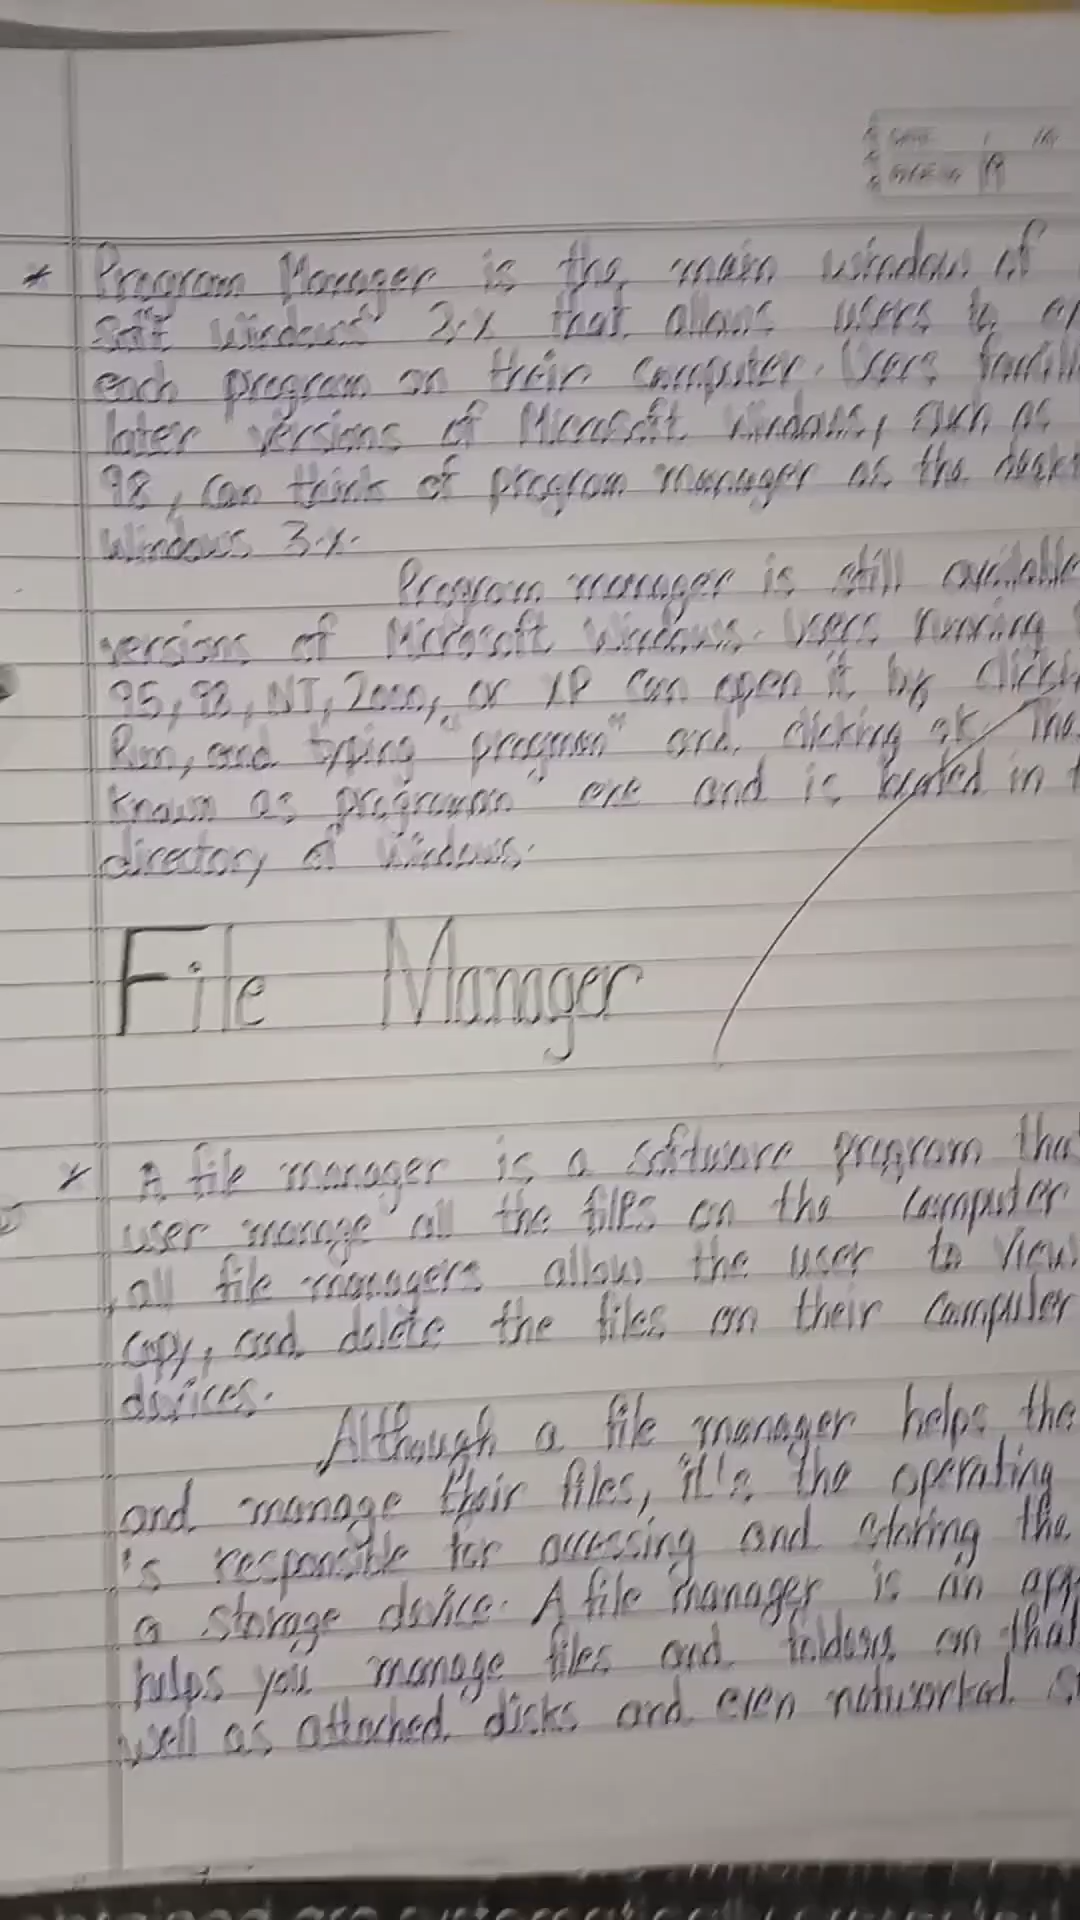 DATE
Program Manager is the main window of
soft Windows 3.x that allows users to
each program on their computer. Users
later versions of Microsoft Windows, such as
98, can think of program manager as the
Windows 3.x.
Program manager is still available
versions of Microsoft Windows. Users running
95, 98, NT, 2000, or XP can open it by
Run, and typing "progman" and clicking ok. The
known as programan exe and is located in
directory of Windows.
File Manager
A file manager is a software program tha
user manage all the files on the computer
all file managers allow the user to view
copy, and delete the files on their computer
devices.
Although a file manager helps the
and manage their files, it's the operating
is responsible for accessing and storing the
a storage device. A file manager is an app
helps you manage files and folders on that
well as attached disks and even networked